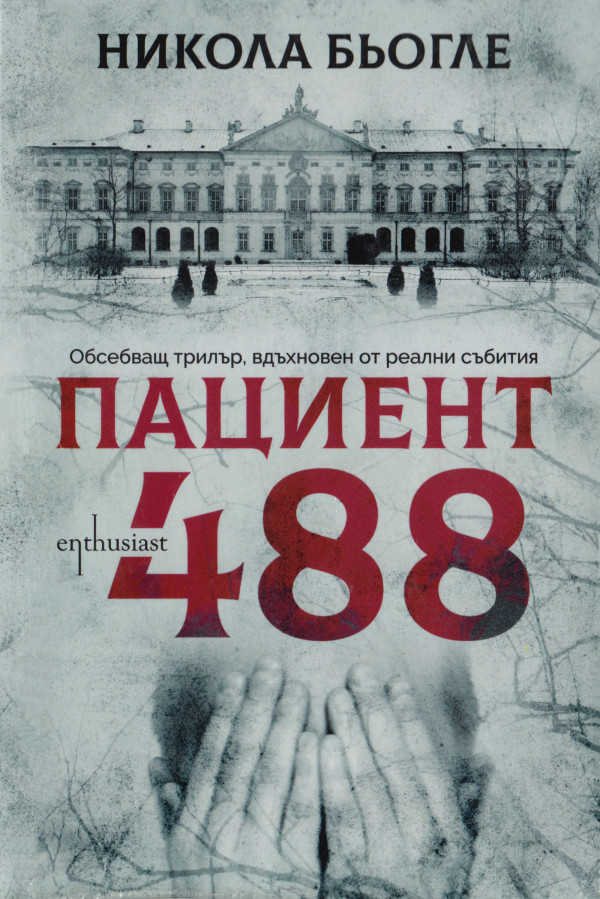 НИКОЛА БЬОГЛЕ
Обсебващ трилър, вдъхновен от реални събития
ПАЦИЕНТ
488
enthusiast